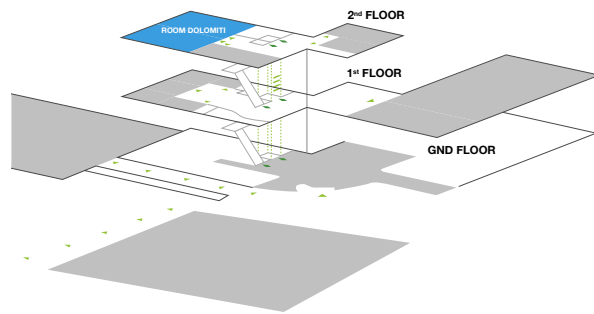 2nd FLOOR
ROOM DOLOMITI
1st FLOOR
GND FLOOR